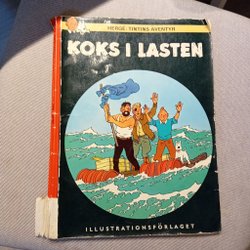 HERGÉ: TINTINS ÄVENTYR
KOKS I LASTEN
ILLUSTRATIONSFÖRLAGET